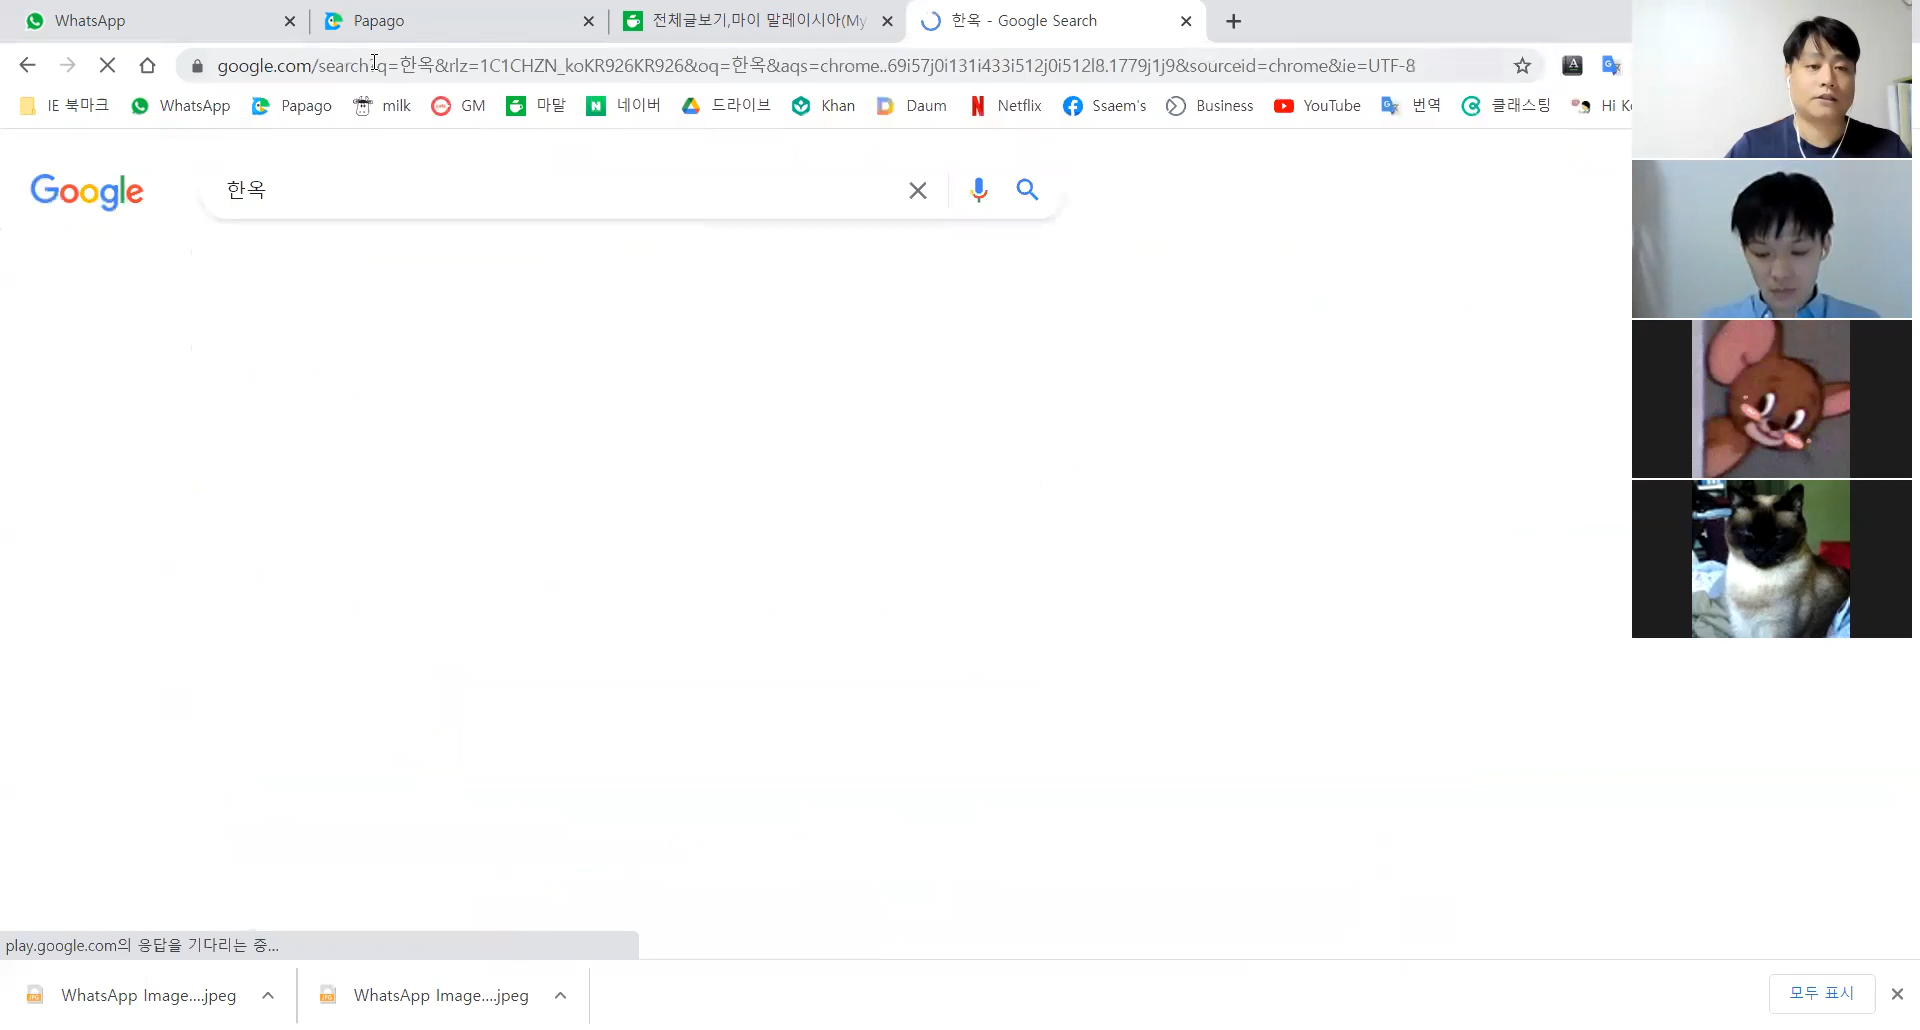 WhatsApp
Papago
전체글보기,마이 말레이시아(My
한옥 - Google Search
google.com/search?q=한옥&rlz=1C1CHZN_koKR926KR926&oq=한옥&aqs=chrome..69i57j0i131i433i512j0i512l8.1779j1j9&sourceid=chrome&ie=UTF-8
IE 북마크 WhatsApp Papago milk GM 마말 네이버 드라이브 Khan Daum Netflix Ssaem's Business YouTube 번역 클래스팅 Hi
Google
한옥
play.google.com의 응답을 기다리는 중...
WhatsApp Image....jpeg
WhatsApp Image....jpeg
모두 표시